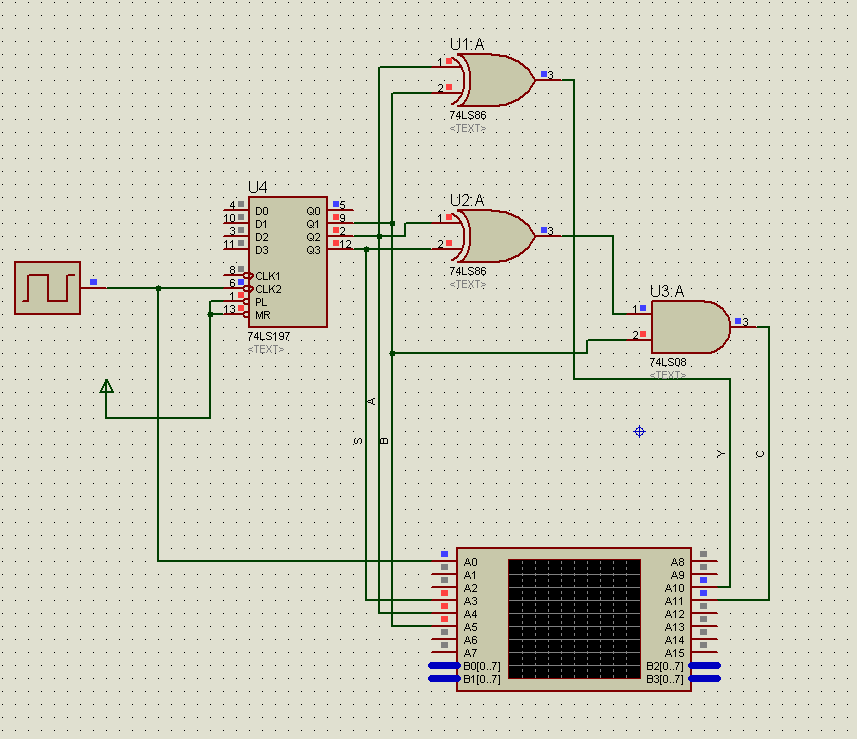 U1:A
1
2
3
74LS86
<TEXT>
U4
4 D0 Q0 5
10 D1 Q1 9
3 D2 Q2 2
11 D3 Q3 12
8 CLK1
6 CLK2
1 PL
13 MR
74LS197
<TEXT>
U2:A
1
2
3
74LS86
<TEXT>
U3:A
1
2
3
74LS08
<TEXT>
S
A
B
Y
C
A0 A8
A1 A9
A2 A10
A3 A11
A4 A12
A5 A13
A6 A14
A7 A15
B0[0..7] B2[0..7]
B1[0..7] B3[0..7]